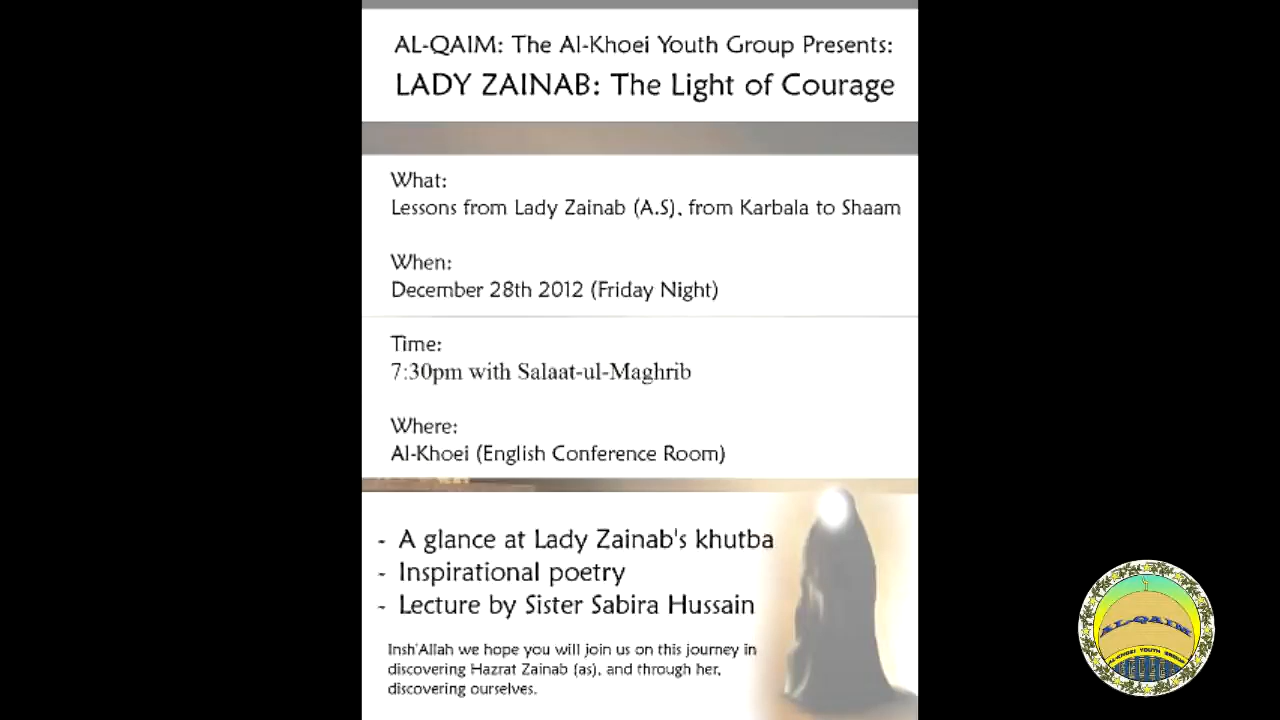 AL-QAIM: The Al-Khoei Youth Group Presents:
LADY ZAINAB: The Light of Courage
What:
Lessons from Lady Zainab (A.S), from Karbala to Shaam
When:
December 28th 2012 (Friday Night)
Time:
7:30pm with Salaat-ul-Maghrib
Where:
Al-Khoei (English Conference Room)
- A glance at Lady Zainab's khutba
- Inspirational poetry
- Lecture by Sister Sabira Hussain
Insh'Allah we hope you will join us on this journey in
discovering Hazrat Zainab (as), and through her,
discovering ourselves.
AL-QAIM
AL-KHOEI YOUTH GROUP